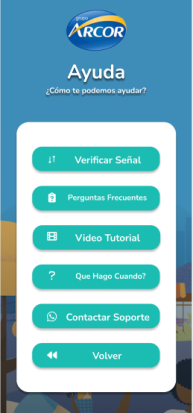 grupo
ARCOR
Ayuda
¿Cómo te podemos ayudar?
Verificar Señal
Perguntas Frecuentes
Video Tutorial
Que Hago Cuando?
Contactar Soporte
Volver